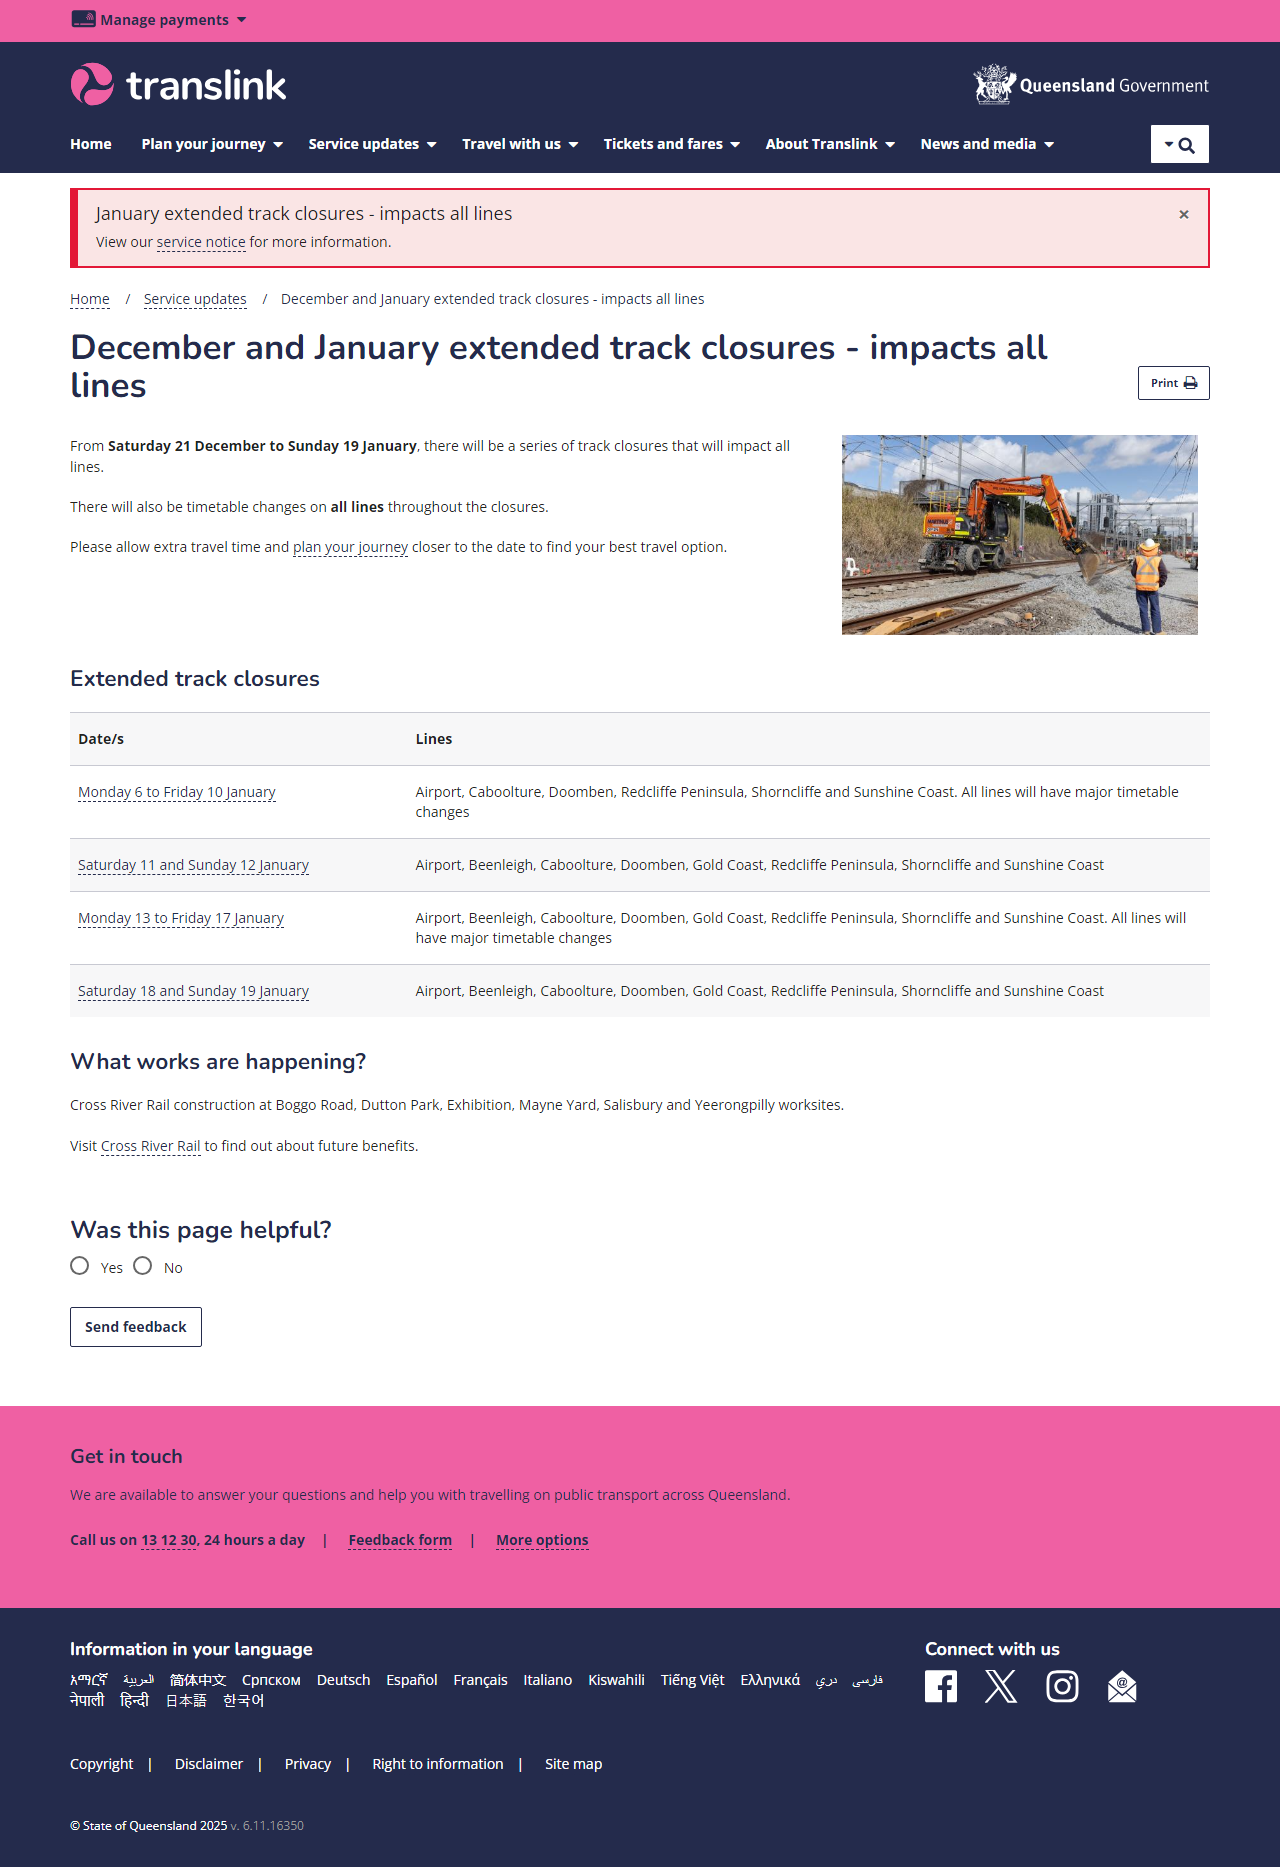 Manage payments
translink
Queensland Government
Home Plan your journey Service updates Travel with us Tickets and fares About Translink News and media
January extended track closures - impacts all lines
×
View our service notice for more information.
Home / Service updates / December and January extended track closures - impacts all lines
December and January extended track closures - impacts all
lines
Print
From Saturday 21 December to Sunday 19 January, there will be a series of track closures that will impact all
lines.
There will also be timetable changes on all lines throughout the closures.
Please allow extra travel time and plan your journey closer to the date to find your best travel option.
Extended track closures
Date/s Lines
Monday 6 to Friday 10 January Airport, Caboolture, Doomben, Redcliffe Peninsula, Shorncliffe and Sunshine Coast. All lines will have major timetable
changes
Saturday 11 and Sunday 12 January Airport, Beenleigh, Caboolture, Doomben, Gold Coast, Redcliffe Peninsula, Shorncliffe and Sunshine Coast
Monday 13 to Friday 17 January Airport, Beenleigh, Caboolture, Doomben, Gold Coast, Redcliffe Peninsula, Shorncliffe and Sunshine Coast. All lines will
have major timetable changes
Saturday 18 and Sunday 19 January Airport, Beenleigh, Caboolture, Doomben, Gold Coast, Redcliffe Peninsula, Shorncliffe and Sunshine Coast
What works are happening?
Cross River Rail construction at Boggo Road, Dutton Park, Exhibition, Mayne Yard, Salisbury and Yeerongpilly worksites.
Visit Cross River Rail to find out about future benefits.
Was this page helpful?
Yes No
Send feedback
Get in touch
We are available to answer your questions and help you with travelling on public transport across Queensland.
Call us on 13 12 30, 24 hours a day | Feedback form | More options
Information in your language
አማርኛ العربية 简体中文 Српском Deutsch Español Français Italiano Kiswahili Tiếng Việt Ελληνικά دري فارسی
नेपाली हिन्दी 日本語 한국어
Connect with us
Copyright | Disclaimer | Privacy | Right to information | Site map
© State of Queensland 2025 v. 6.11.16350